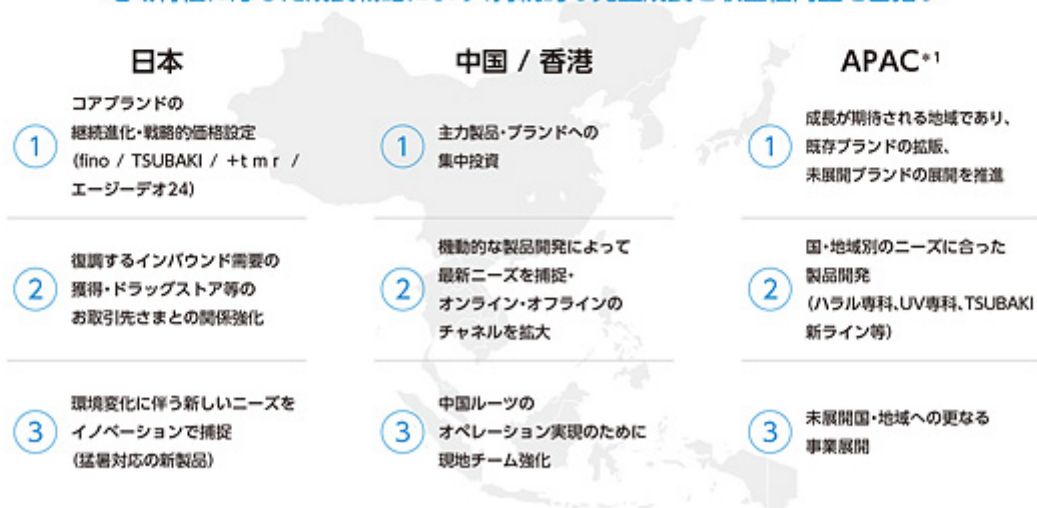 日本
コアブランドの
継続進化・戦略的価格設定
(fino / TSUBAKI / +tmr /
エージーデオ24)
復調するインバウンド需要の
獲得・ドラッグストア等の
お取引先さまとの関係強化
環境変化に伴う新しいニーズを
イノベーションで捕捉
(猛暑対応の新製品)
中国 / 香港
主力製品・ブランドへの
集中投資
機動的な製品開発によって
最新ニーズを捕捉・
オンライン・オフラインの
チャネルを拡大
中国ルーツの
オペレーション実現のために
現地チーム強化
APAC*1
成長が期待される地域であり、
既存ブランドの拡販、
未展開ブランドの展開を推進
国・地域別のニーズに合った
製品開発
(ハラル専科、UV専科、TSUBAKI
新ライン等)
未展開国・地域への更なる
事業展開
1
2
3
1
2
3
1
2
3